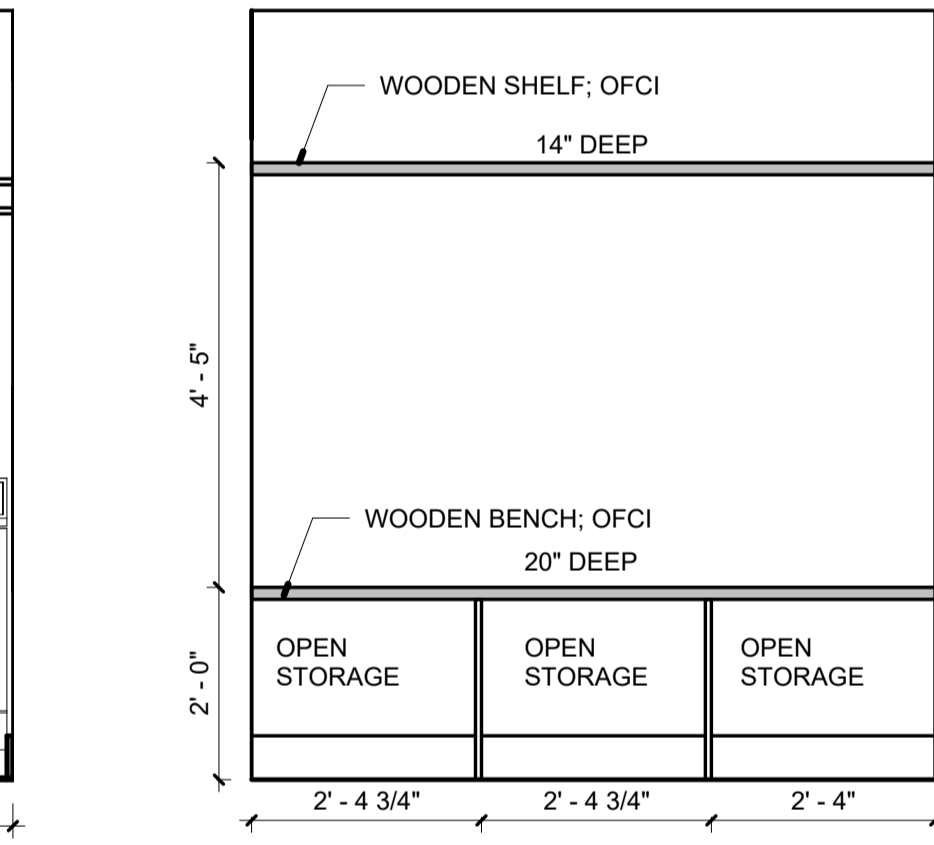 WOODEN SHELF; OFCI
14" DEEP
4' - 5"
WOODEN BENCH; OFCI
20" DEEP
2' - 0"
OPEN
STORAGE
OPEN
STORAGE
OPEN
STORAGE
2' - 4 3/4"
2' - 4 3/4"
2' - 4"